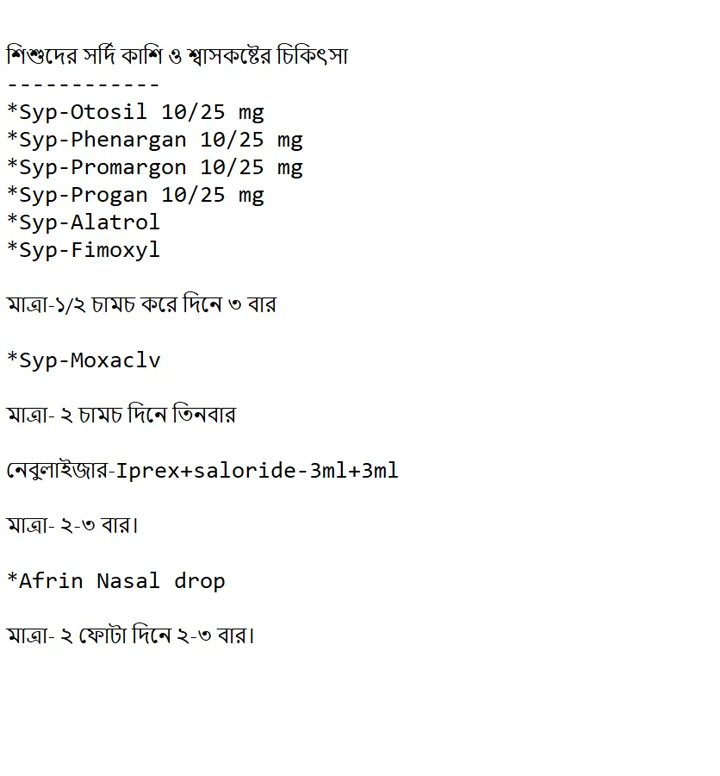 শিশুদের সর্দি কাশি ও শ্বাসকষ্টের চিকিৎসা
------------
*Syp-Otosil 10/25 mg
*Syp-Phenargan 10/25 mg
*Syp-Promargon 10/25 mg
*Syp-Progan 10/25 mg
*Syp-Alatrol
*Syp-Fimoxyl
মাত্রা-১/২ চামচ করে দিনে ৩ বার
*Syp-Moxaclv
মাত্রা- ২ চামচ দিনে তিনবার
নেবুলাইজার-Iprex+saloride-3ml+3ml
মাত্রা- ২-৩ বার।
*Afrin Nasal drop
মাত্রা- ২ ফোটা দিনে ২-৩ বার।